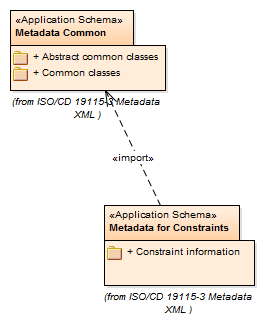 «Application Schema»
Metadata Common
+ Abstract common classes
+ Common classes
(from ISO/CD 19115-3 Metadata
XML )
«import»
«Application Schema»
Metadata for Constraints
+ Constraint information
(from ISO/CD 19115-3 Metadata
XML )